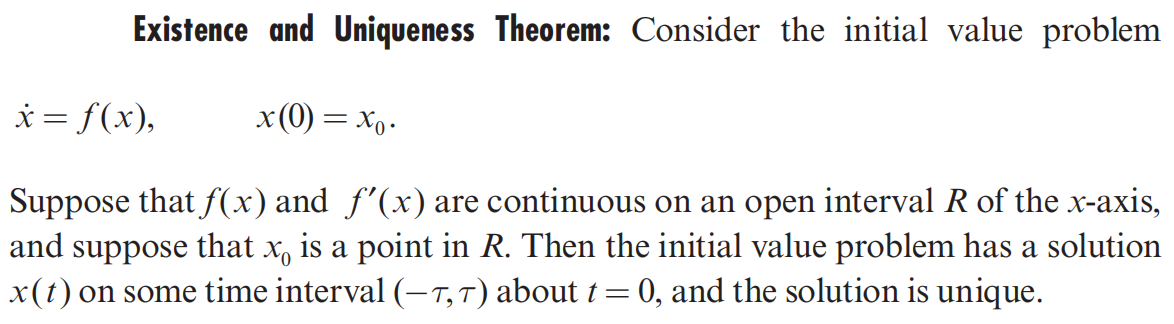 Existence and Uniqueness Theorem: Consider the initial value problem
ẋ = f(x), x(0) = x₀.
Suppose that f(x) and f′(x) are continuous on an open interval R of the x-axis,
and suppose that x₀ is a point in R. Then the initial value problem has a solution
x(t) on some time interval (−τ, τ) about t = 0, and the solution is unique.